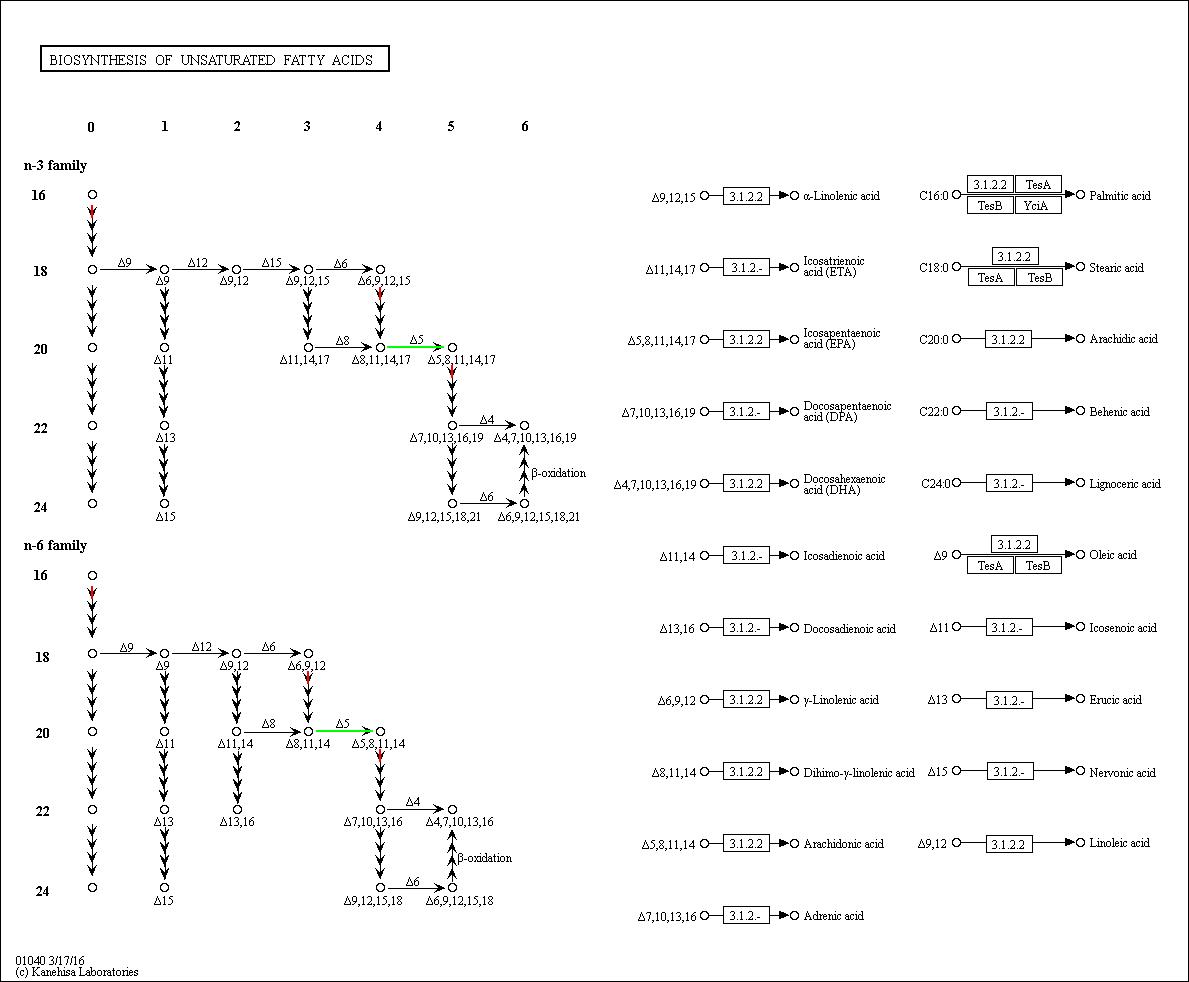 BIOSYNTHESIS OF UNSATURATED FATTY ACIDS
0 1 2 3 4 5 6
n-3 family
16
18
Δ9 Δ12 Δ15 Δ6
Δ9 Δ9,12 Δ9,12,15 Δ6,9,12,15
20
Δ8 Δ5
Δ11 Δ11,14,17 Δ8,11,14,17 Δ5,8,11,14,17
22
Δ4
Δ13 Δ7,10,13,16,19 Δ4,7,10,13,16,19
β-oxidation
24
Δ6
Δ15 Δ9,12,15,18,21 Δ6,9,12,15,18,21
n-6 family
16
18
Δ9 Δ12 Δ6
Δ9 Δ9,12 Δ6,9,12
20
Δ8 Δ5
Δ11 Δ11,14 Δ8,11,14 Δ5,8,11,14
22
Δ4
Δ13 Δ13,16 Δ7,10,13,16 Δ4,7,10,13,16
β-oxidation
24
Δ6
Δ15 Δ9,12,15,18 Δ6,9,12,15,18
Δ9,12,15 3.1.2.2 α-Linolenic acid
Δ11,14,17 3.1.2.- Icosatrienoic
acid (ETA)
Δ5,8,11,14,17 3.1.2.2 Icosapentaenoic
acid (EPA)
Δ7,10,13,16,19 3.1.2.- Docosapentaenoic
acid (DPA)
Δ4,7,10,13,16,19 3.1.2.2 Docosahexaenoic
acid (DHA)
Δ11,14 3.1.2.- Icosadienoic acid
Δ13,16 3.1.2.- Docosadienoic acid
Δ6,9,12 3.1.2.2 γ-Linolenic acid
Δ8,11,14 3.1.2.2 Dihimo-γ-linolenic acid
Δ5,8,11,14 3.1.2.2 Arachidonic acid
Δ7,10,13,16 3.1.2.- Adrenic acid
3.1.2.2 TesA
C16:0 Palmitic acid
TesB YciA
3.1.2.2
C18:0 Stearic acid
TesA TesB
C20:0 3.1.2.2 Arachidic acid
C22:0 3.1.2.- Behenic acid
C24:0 3.1.2.- Lignoceric acid
3.1.2.2
Δ9 Oleic acid
TesA TesB
Δ11 3.1.2.- Icosenoic acid
Δ13 3.1.2.- Erucic acid
Δ15 3.1.2.- Nervonic acid
Δ9,12 3.1.2.2 Linoleic acid
01040 3/17/16
(c) Kanehisa Laboratories